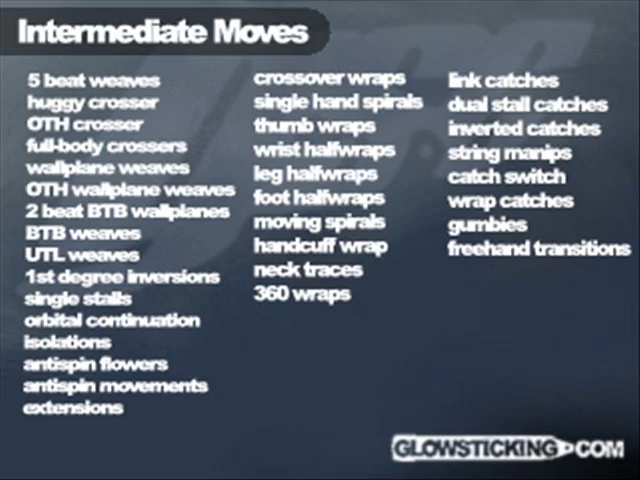 Intermediate Moves
5 beat weaves
huggy crosser
OTH crosser
full-body crossers
wallplane weaves
OTH wallplane weaves
2 beat BTB wallplanes
BTB weaves
UTL weaves
1st degree inversions
single stalls
orbital continuation
isolations
antispin flowers
antispin movements
extensions
crossover wraps
single hand spirals
thumb wraps
wrist halfwraps
leg halfwraps
foot halfwraps
moving spirals
handcuff wrap
neck traces
360 wraps
link catches
dual stall catches
inverted catches
string manips
catch switch
wrap catches
gumbies
freehand transitions
GLOWSTICKING.COM